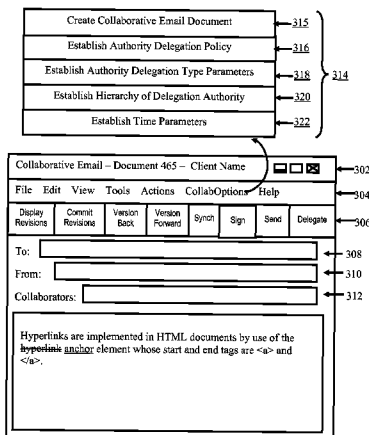 Create Collaborative Email Document 315
Establish Authority Delegation Policy 316
Establish Authority Delegation Type Parameters 318 314
Establish Hierarchy of Delegation Authority 320
Establish Time Parameters 322
Collaborative Email – Document 465 – Client Name 302
File Edit View Tools Actions CollabOptions Help 304
Display Revisions Commit Revisions Version Back Version Forward Synch Sign Send Delegate 306
To: 308
From: 310
Collaborators: 312
Hyperlinks are implemented in HTML documents by use of the
hyperlink anchor element whose start and end tags are <a> and
</a>.